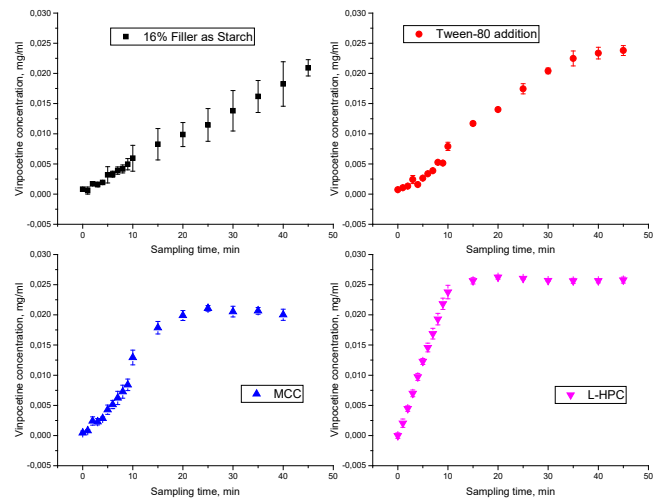 16% Filler as Starch
Vinpocetine concentration, mg/ml
0,030
0,025
0,020
0,015
0,010
0,005
0,000
-0,005
0 10 20 30 40 50
Sampling time, min
Tween-80 addition
Vinpocetine concentration, mg/ml
0,030
0,025
0,020
0,015
0,010
0,005
0,000
-0,005
0 10 20 30 40 50
Sampling time, min
MCC
Vinpocetine concentration, mg/ml
0,030
0,025
0,020
0,015
0,010
0,005
0,000
-0,005
0 10 20 30 40 50
Sampling time, min
L-HPC
Vinpocetine concentration, mg/ml
0,030
0,025
0,020
0,015
0,010
0,005
0,000
-0,005
0 10 20 30 40 50
Sampling time, min